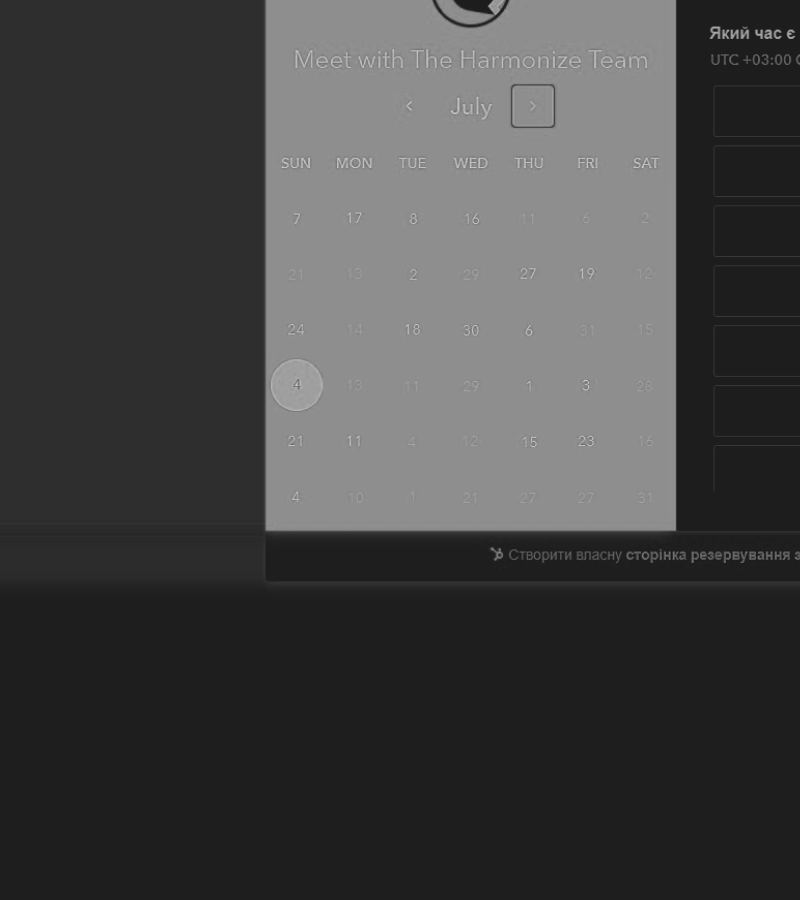 Meet with The Harmonize Team
July
SUN MON TUE WED THU FRI SAT
7 17 8 16 11 6 2
21 13 2 29 27 19 12
24 14 18 30 6 31 15
4 13 11 29 1 3 28
21 11 4 12 15 23 16
4 10 1 21 27 27 31
Який час є
UTC +03:00
Створити власну сторінка резервування з